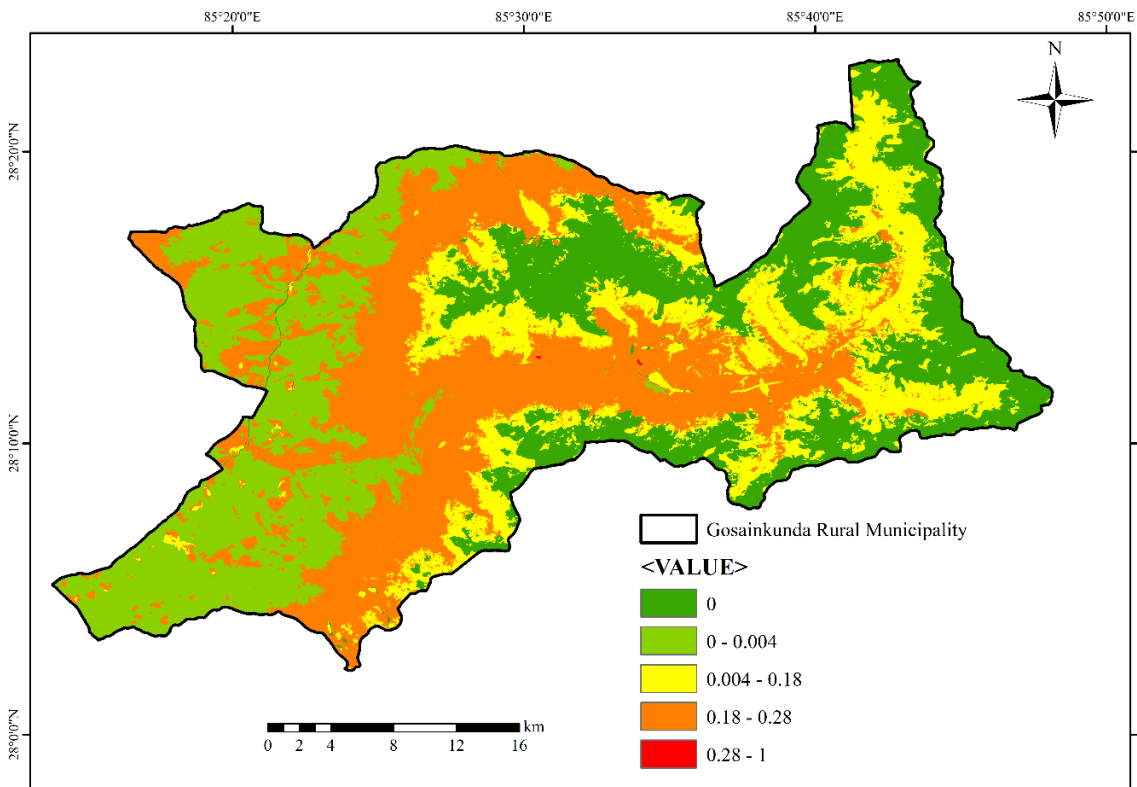 85°20'0"E
85°30'0"E
85°40'0"E
85°50'0"E
N
28°20'0"N
28°10'0"N
28°0'0"N
Gosainkunda Rural Municipality
<VALUE>
0
0 - 0.004
0.004 - 0.18
0.18 - 0.28
0.28 - 1
km
0 2 4 8 12 16